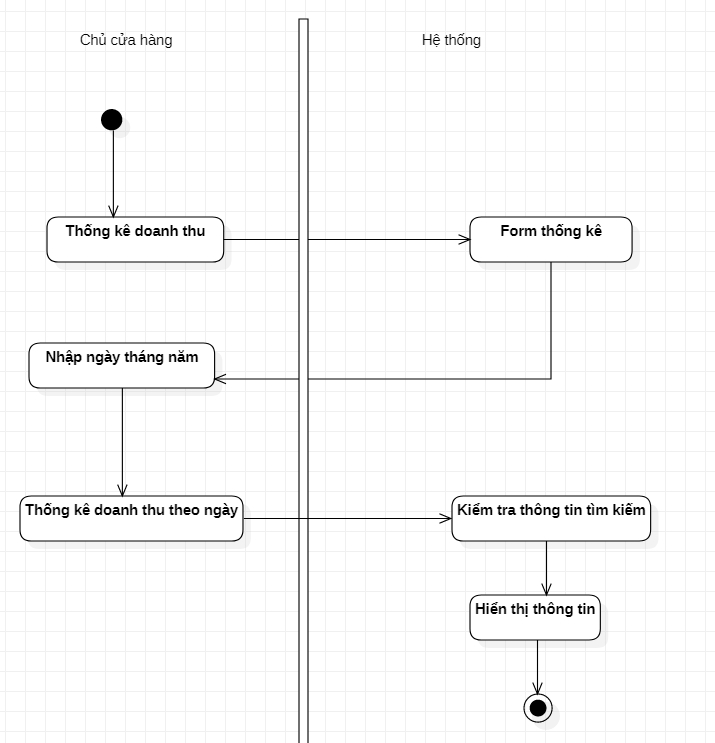 Chủ cửa hàng
Hệ thống
Thống kê doanh thu
Form thống kê
Nhập ngày tháng năm
Thống kê doanh thu theo ngày
Kiểm tra thông tin tìm kiếm
Hiển thị thông tin